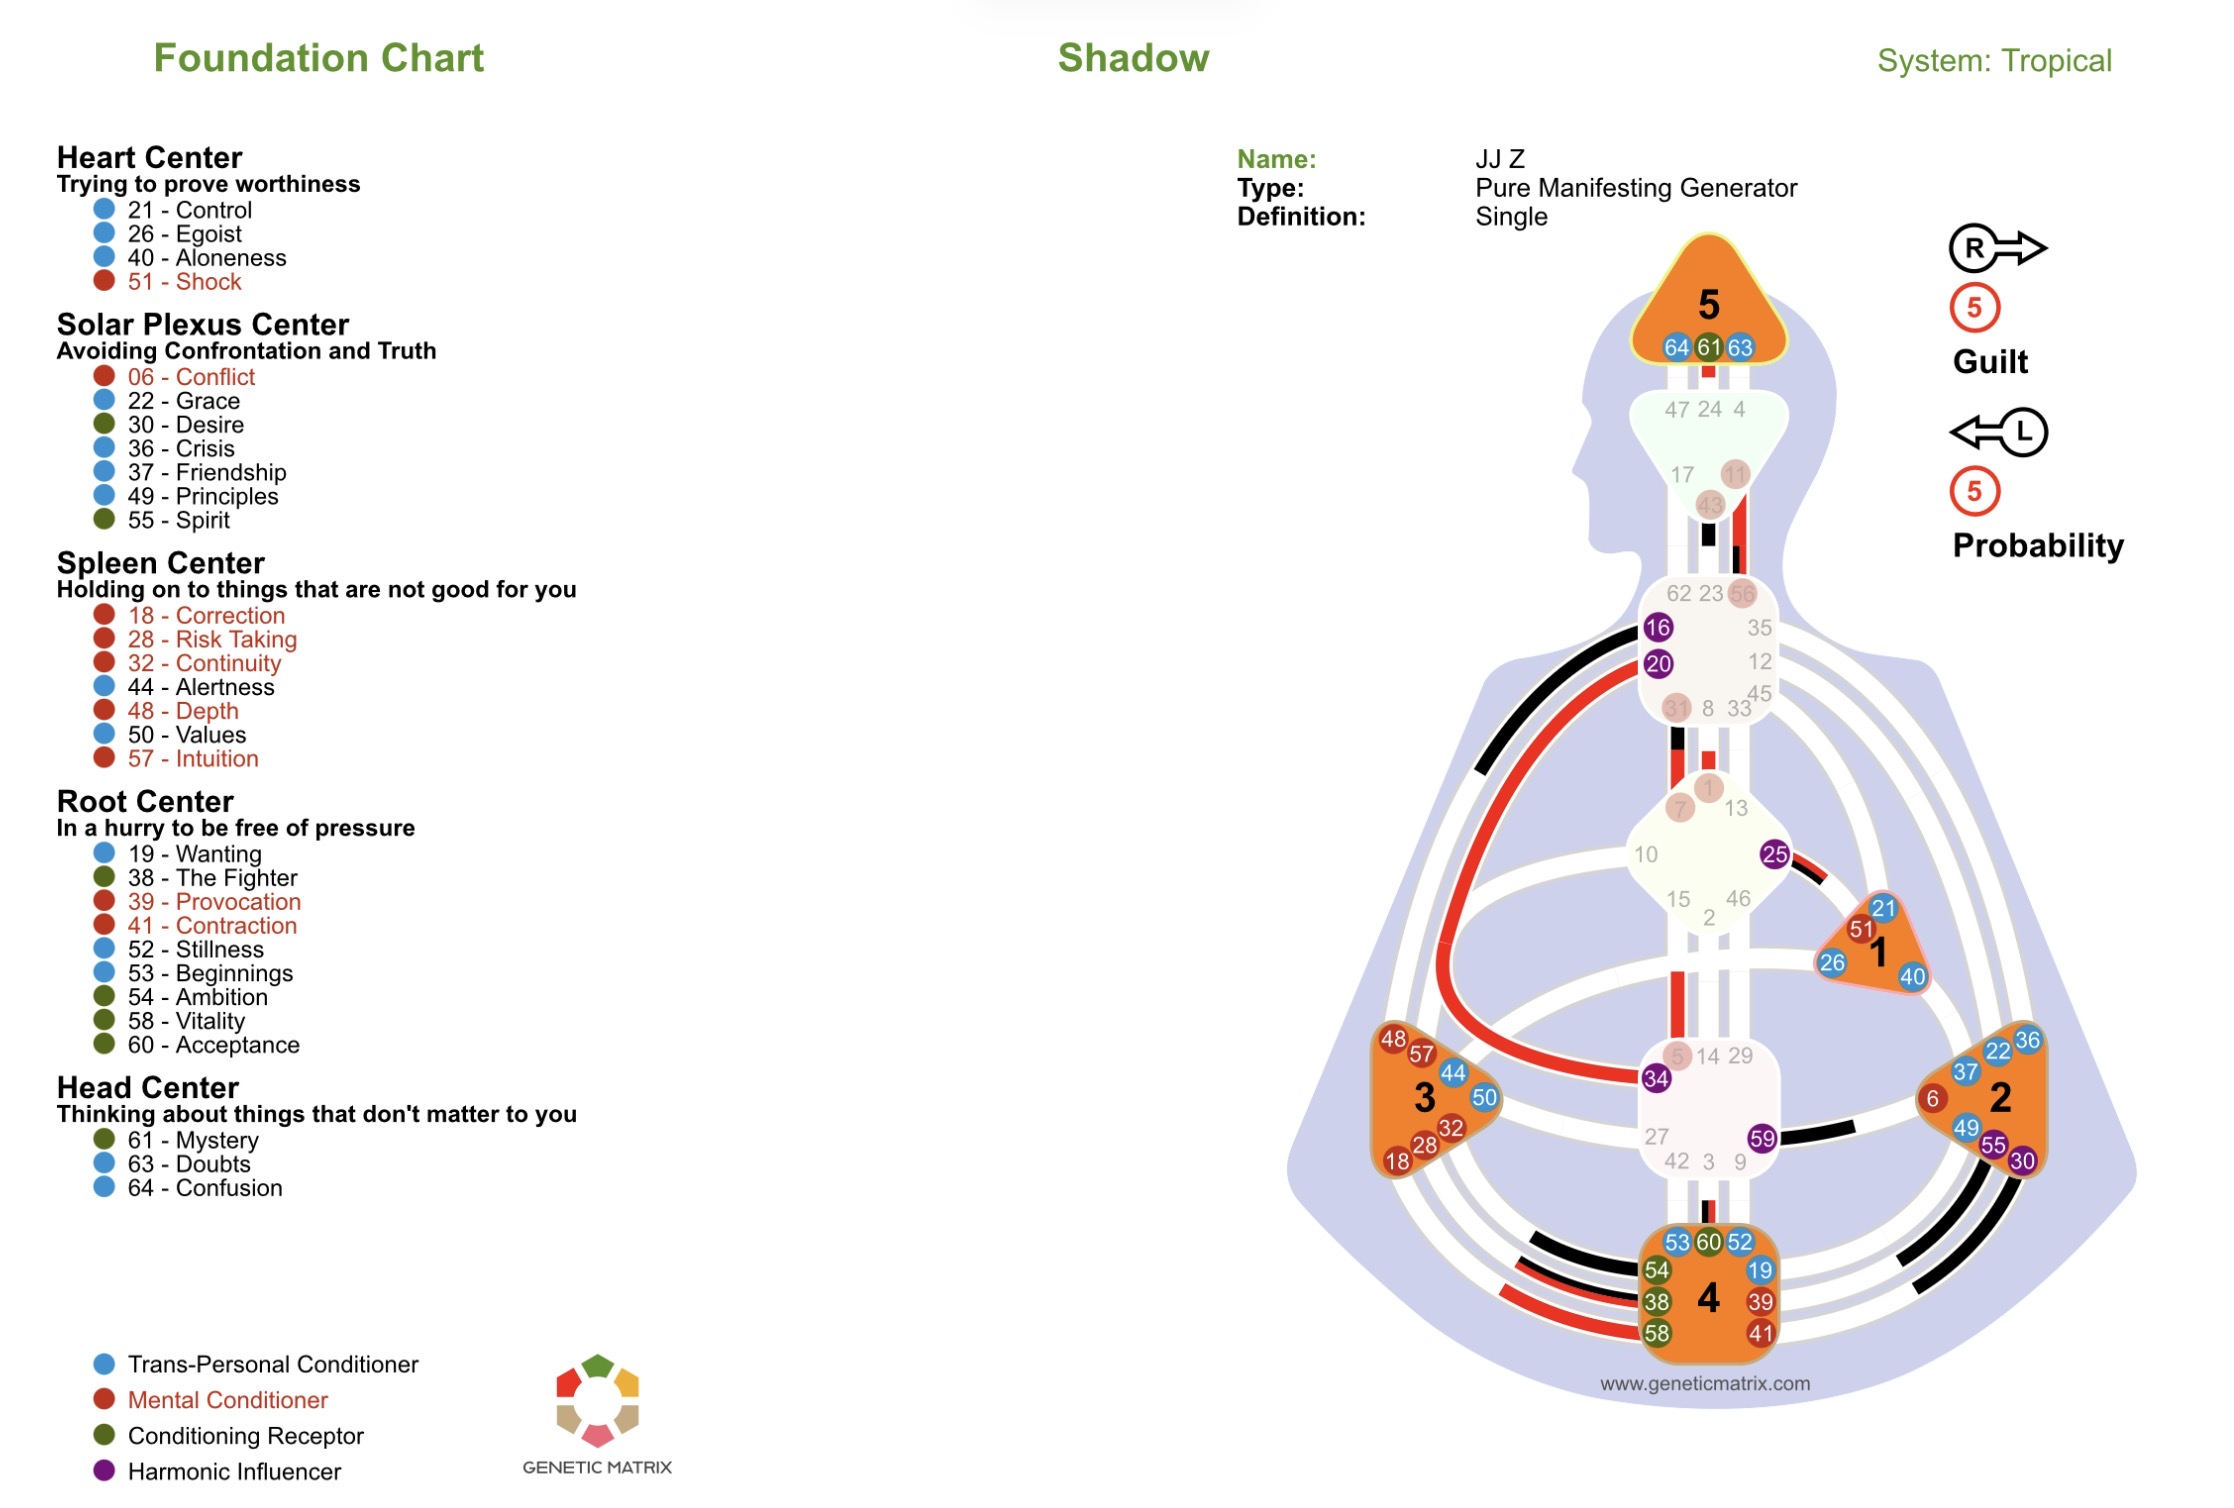 Foundation Chart
Shadow
System: Tropical
Heart Center
Trying to prove worthiness
21 - Control
26 - Egoist
40 - Aloneness
51 - Shock
Solar Plexus Center
Avoiding Confrontation and Truth
06 - Conflict
22 - Grace
30 - Desire
36 - Crisis
37 - Friendship
49 - Principles
55 - Spirit
Spleen Center
Holding on to things that are not good for you
18 - Correction
28 - Risk Taking
32 - Continuity
44 - Alertness
48 - Depth
50 - Values
57 - Intuition
Root Center
In a hurry to be free of pressure
19 - Wanting
38 - The Fighter
39 - Provocation
41 - Contraction
52 - Stillness
53 - Beginnings
54 - Ambition
58 - Vitality
60 - Acceptance
Head Center
Thinking about things that don't matter to you
61 - Mystery
63 - Doubts
64 - Confusion
Trans-Personal Conditioner
Mental Conditioner
Conditioning Receptor
Harmonic Influencer
GENETIC MATRIX
Name: JJ Z
Type: Pure Manifesting Generator
Definition: Single
R
5
Guilt
L
5
Probability
5
64 61 63
47 24 4
17 11
43
62 23 56
16 35
20 12
45
31 8 33
1
7 13
10 25
15 46
2
21
51
1
26 40
48
57
44
3 50
32
28
18
5 14 29
34
27 59
42 3 9
36
22
37
6 2
49
55
30
53 60 52
54 19
38 4 39
58 41
www.geneticmatrix.com